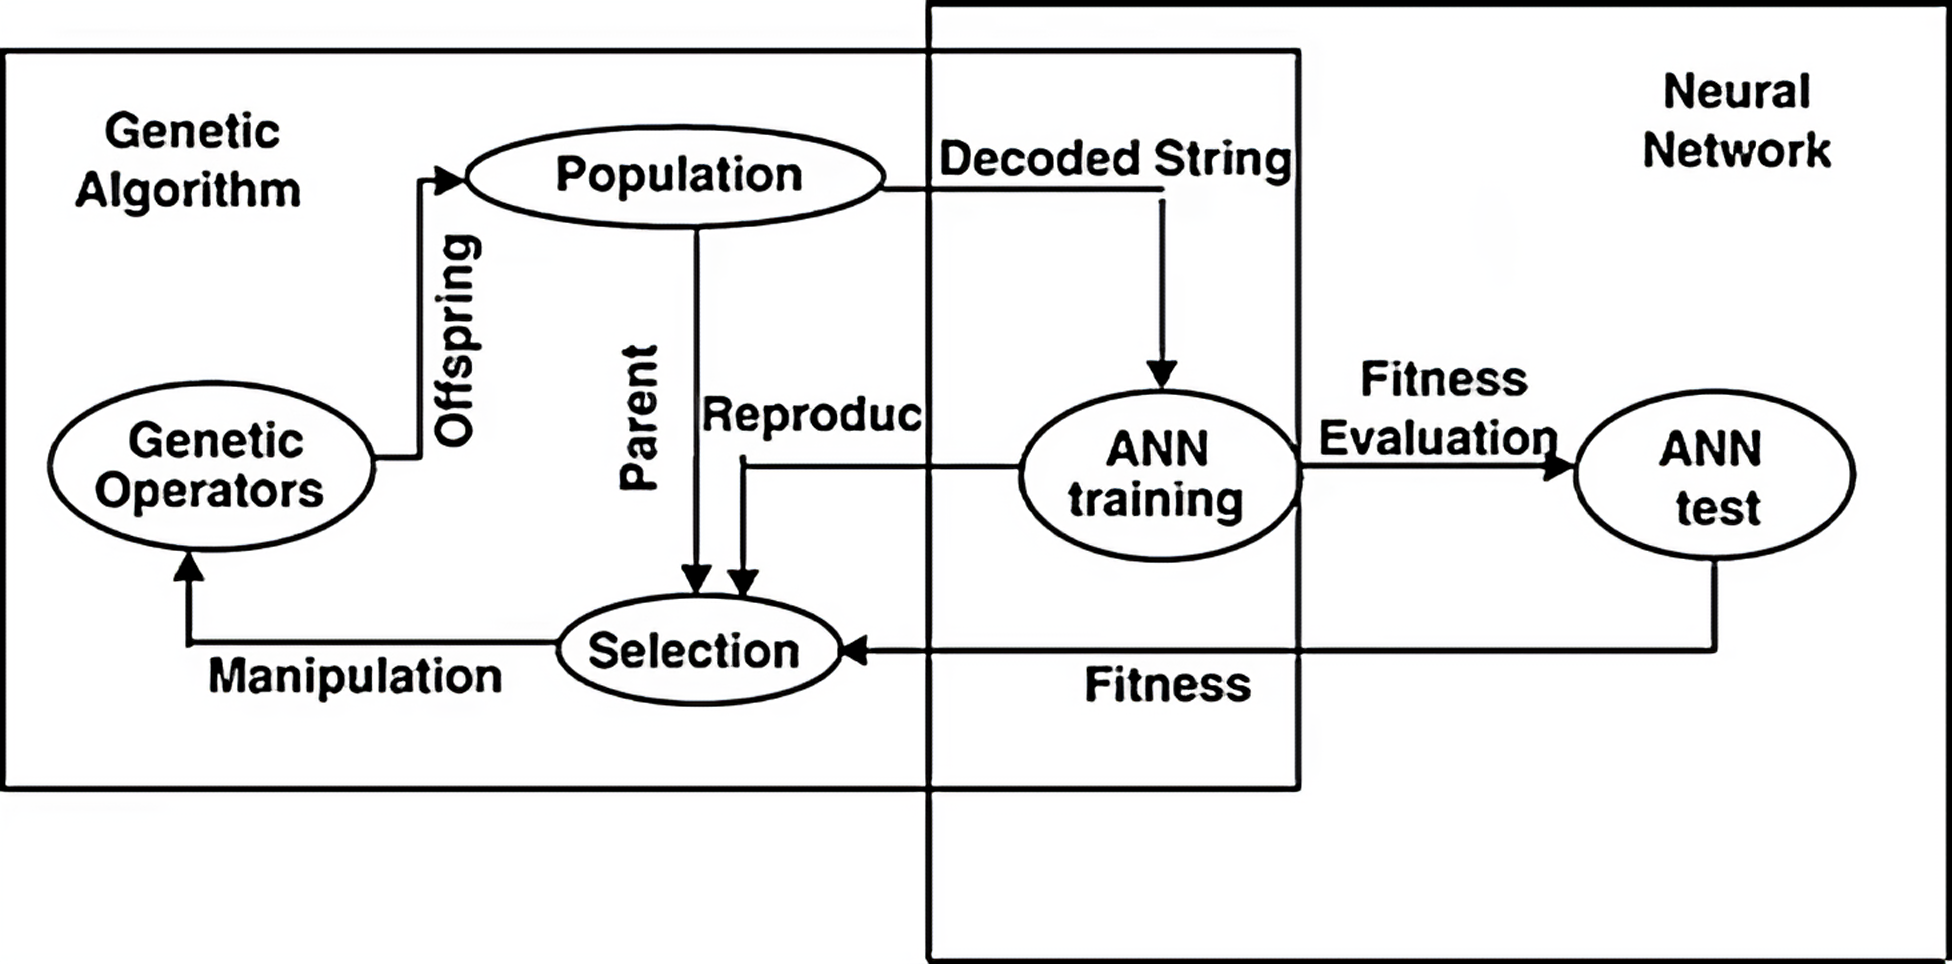 Neural
Network
Genetic
Algorithm
Population
Decoded String
Offspring
Parent
Reproduc
Fitness
Evaluation
Genetic
Operators
ANN
training
ANN
test
Selection
Manipulation
Fitness